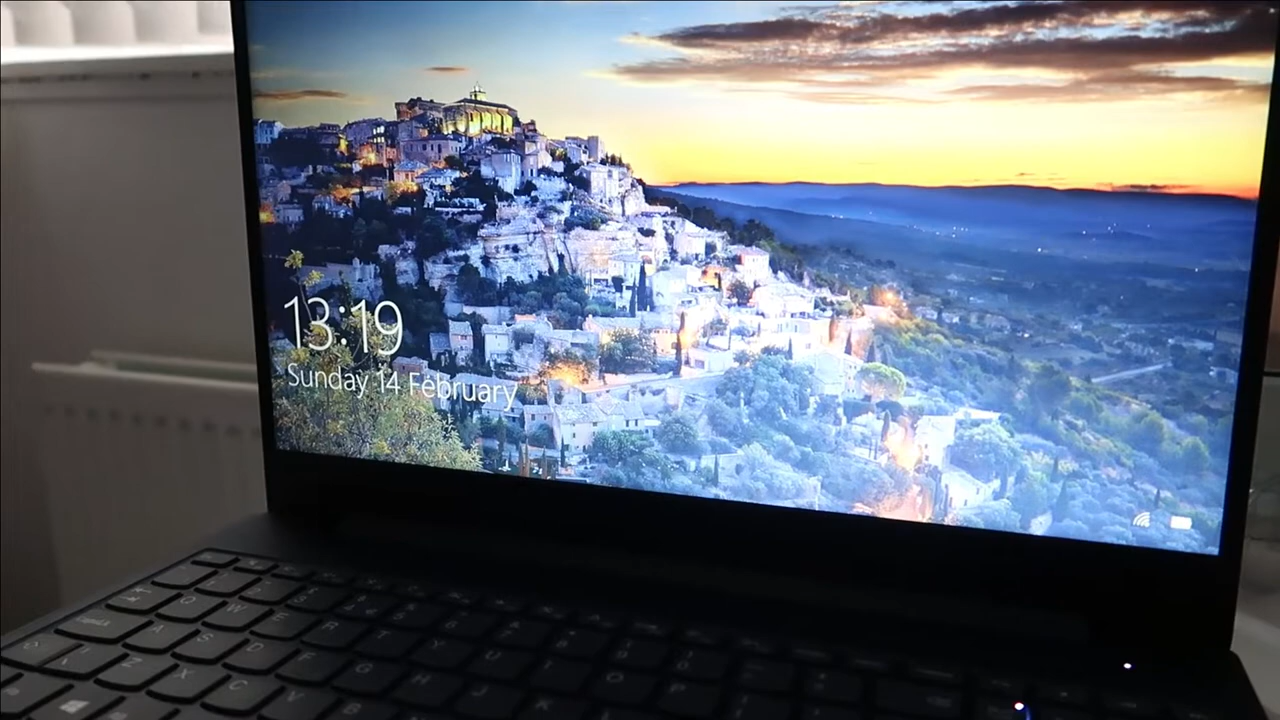 13:19
Sunday 14 February
Q W E R T Y U O P
A S D F G H J K
Z X C V B